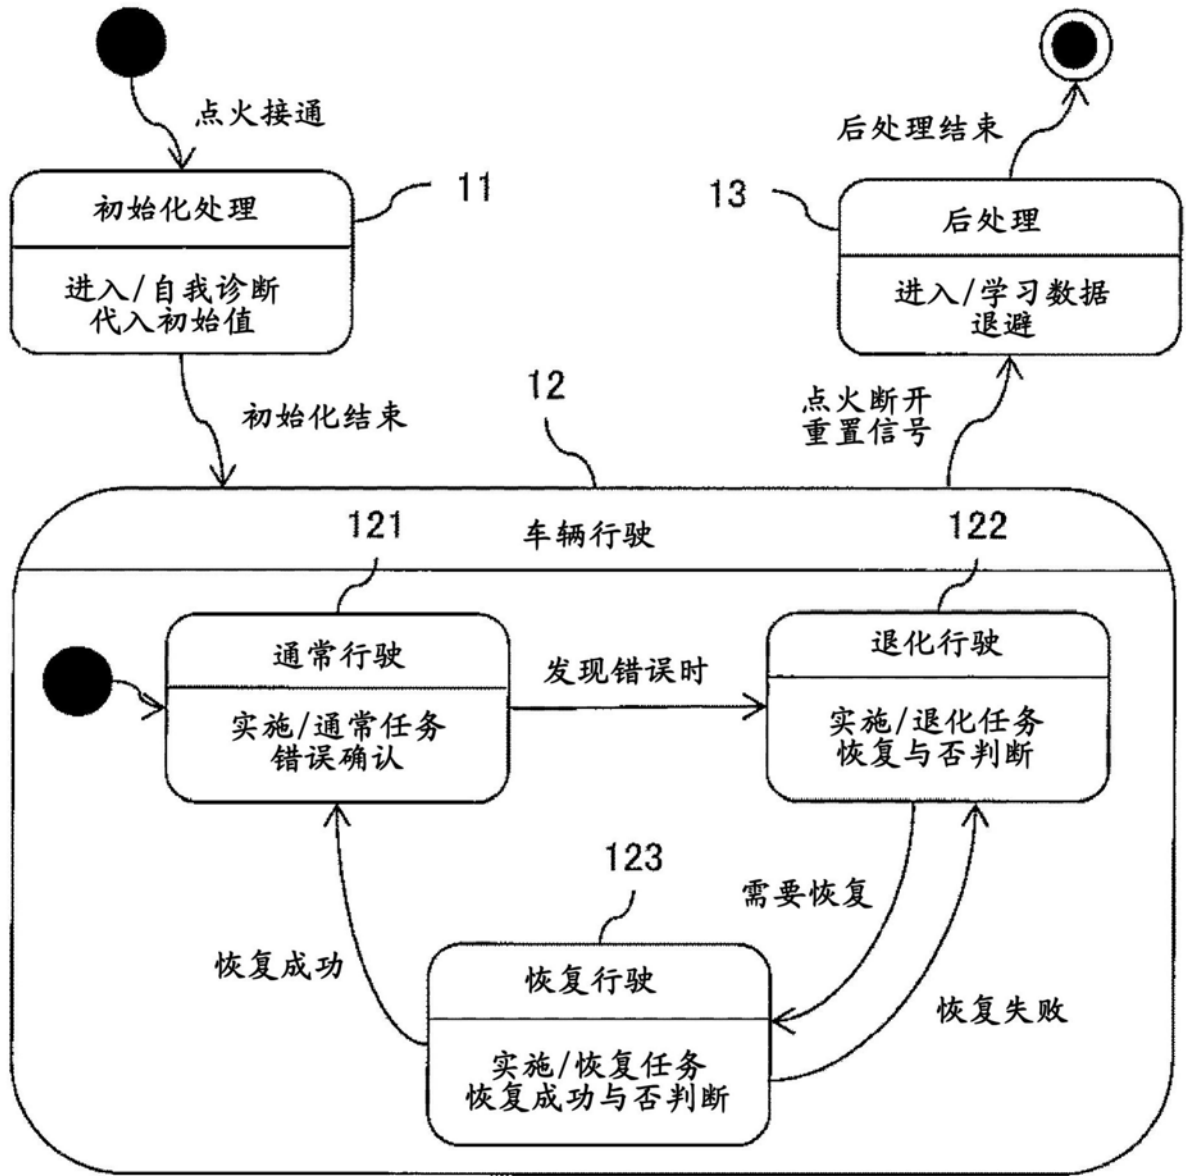 点火接通
后处理结束
11
初始化处理
进入/自我诊断
代入初始值
13
后处理
进入/学习数据
退避
初始化结束
12
点火断开
重置信号
车辆行驶
121
通常行驶
实施/通常任务
错误确认
发现错误时
122
退化行驶
实施/退化任务
恢复与否判断
恢复成功
123
需要恢复
恢复行驶
实施/恢复任务
恢复成功与否判断
恢复失败